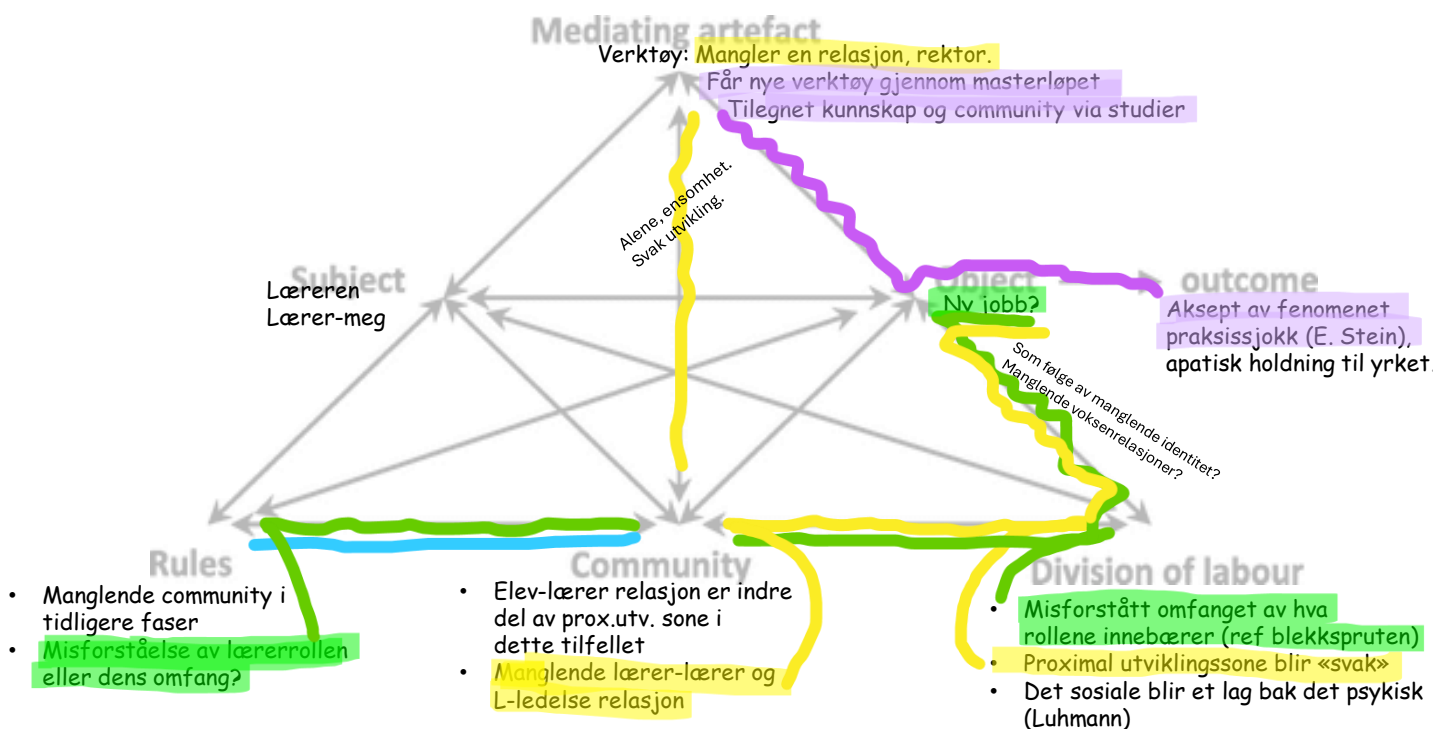 Mediating artefact
Verktøy: Mangler en relasjon, rektor.
Får nye verktøy gjennom masterløpet
Tilegnet kunnskap og community via studier
Alene, ensomhet.
Svak utvikling.
Subject
Læreren
Lærer-meg
Object
Ny jobb?
outcome
Aksept av fenomenet
praksissjokk (E. Stein),
apatisk holdning til yrket.
Som følge av manglende identitet?
Manglende voksenrelasjoner?
Rules
• Manglende community i
tidligere faser
• Misforståelse av lærerrollen
eller dens omfang?
Community
• Elev-lærer relasjon er indre
del av prox.utv. sone i
dette tilfellet
• Manglende lærer-lærer og
L-ledelse relasjon
Division of labour
• Misforstått omfanget av hva
rollene innebærer (ref blekkspruten)
• Proximal utviklingssone blir «svak»
• Det sosiale blir et lag bak det psykisk
(Luhmann)